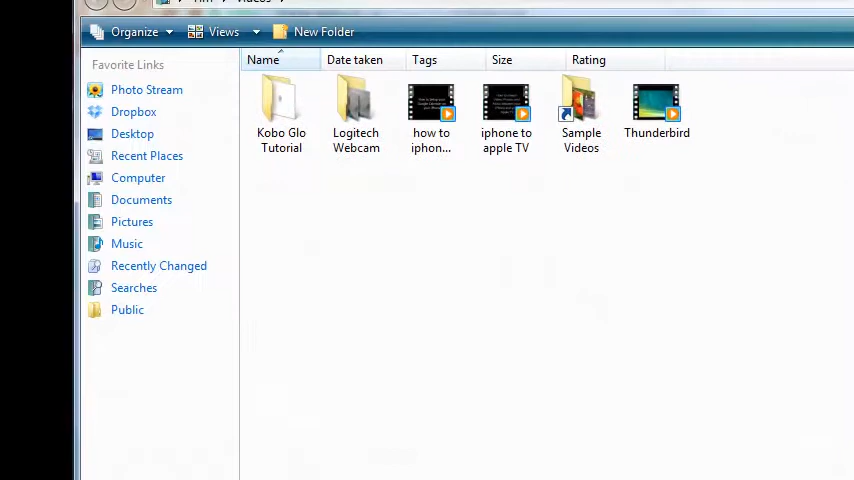 Organize Views New Folder
Favorite Links
Photo Stream
Dropbox
Desktop
Recent Places
Computer
Documents
Pictures
Music
Recently Changed
Searches
Public
Name Date taken Tags Size Rating
Kobo Glo
Tutorial
Logitech
Webcam
how to
iphon...
iphone to
apple TV
Sample
Videos
Thunderbird